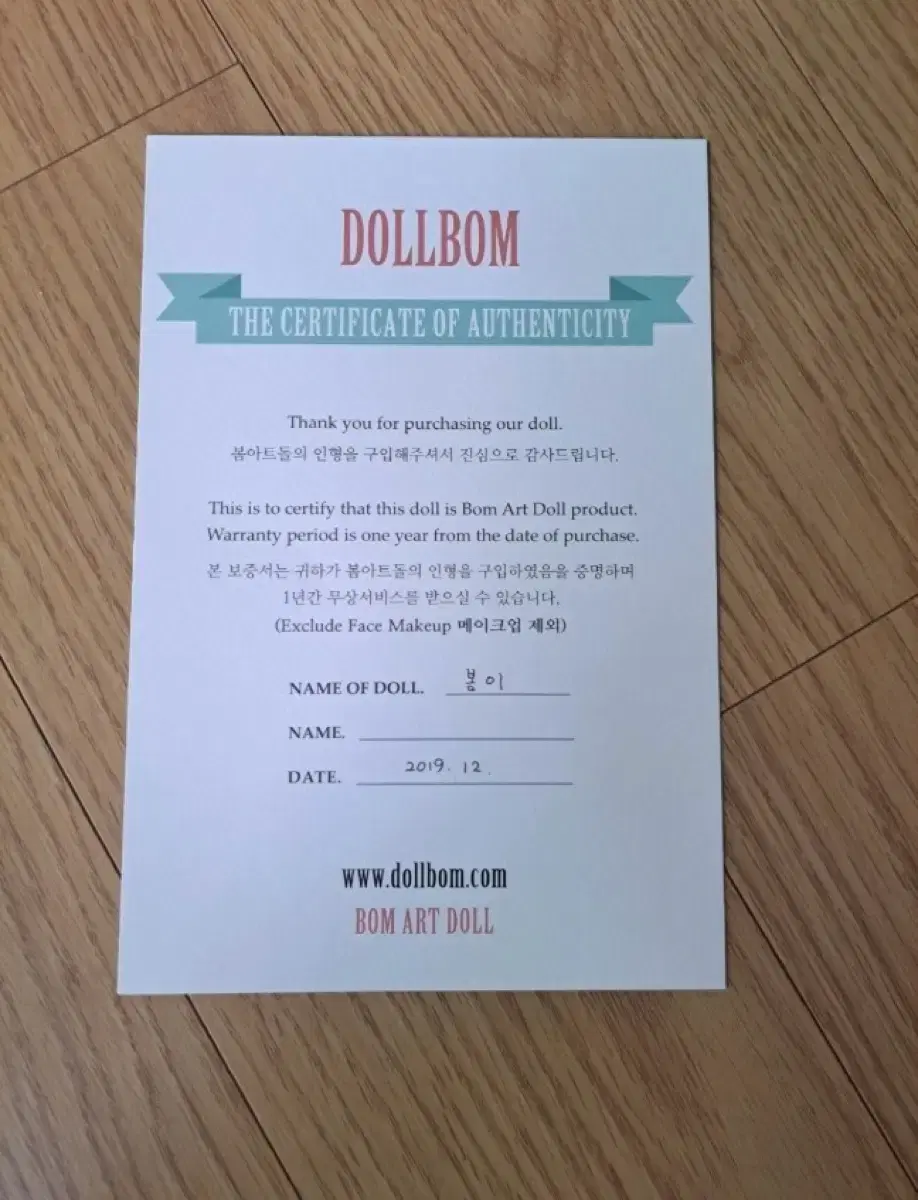 DOLLBOM
THE CERTIFICATE OF AUTHENTICITY
Thank you for purchasing our doll.
봄아트돌의 인형을 구입해주셔서 진심으로 감사드립니다.
This is to certify that this doll is Bom Art Doll product.
Warranty period is one year from the date of purchase.
본 보증서는 귀하가 봄아트돌의 인형을 구입하였음을 증명하며
1년간 무상서비스를 받으실 수 있습니다.
(Exclude Face Makeup 메이크업 제외)
NAME OF DOLL. 봄이
NAME.
DATE. 2019. 12.
www.dollbom.com
BOM ART DOLL